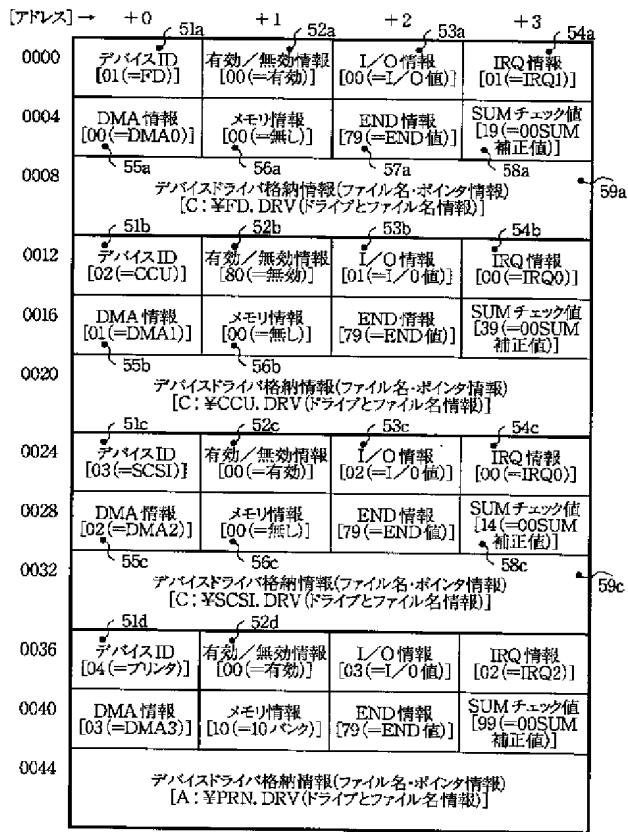 [アドレス] → +0 +1 +2 +3
51a 52a 53a 54a
0000 デバイスID 有効/無効情報 I/O情報 IRQ情報
[01(=FD)] [00(=有効)] [00(=I/O値)] [01(=IRQ1)]
0004 DMA情報 メモリ情報 END情報 SUMチェック値
[00(=DMA0)] [00(=無し)] [79(=END値)] [19(=00SUM
補正値)]
55a 56a 57a 58a
0008 59a
デバイスドライバ格納情報(ファイル名・ポインタ情報)
[C:¥FD.DRV(ドライブとファイル名情報)]
51b 52b 53b 54b
0012 デバイスID 有効/無効情報 I/O情報 IRQ情報
[02(=CCU)] [80(=無効)] [01(=I/0値)] [00(=IRQ0)]
0016 DMA情報 メモリ情報 END情報 SUMチェック値
[01(=DMA1)] [00(=無し)] [79(=END値)] [39(=00SUM
補正値)]
55b 56b
0020
デバイスドライバ格納情報(ファイル名・ポインタ情報)
[C:¥CCU.DRV(ドライブとファイル名情報)]
51c 52c 53c 54c
0024 デバイスID 有効/無効情報 I/O情報 IRQ情報
[03(=SCSI)] [00(=有効)] [02(=I/0値)] [00(=IRQ0)]
0028 DMA情報 メモリ情報 END情報 SUMチェック値
[02(=DMA2)] [00(=無し)] [79(=END値)] [14(=00SUM
補正値)]
55c 56c 58c
0032 59c
デバイスドライバ格納情報(ファイル名・ポインタ情報)
[C:¥SCSI.DRV(ドライブとファイル名情報)]
51d 52d
0036 デバイスID 有効/無効情報 I/O情報 IRQ情報
[04(=プリンタ)] [00(=有効)] [03(=I/0値)] [02(=IRQ2)]
0040 DMA情報 メモリ情報 END情報 SUMチェック値
[03(=DMA3)] [10(=10バンク)] [79(=END値)] [99(=00SUM
補正値)]
0044
デバイスドライバ格納情報(ファイル名・ポインタ情報)
[A:¥PRN.DRV(ドライブとファイル名情報)]